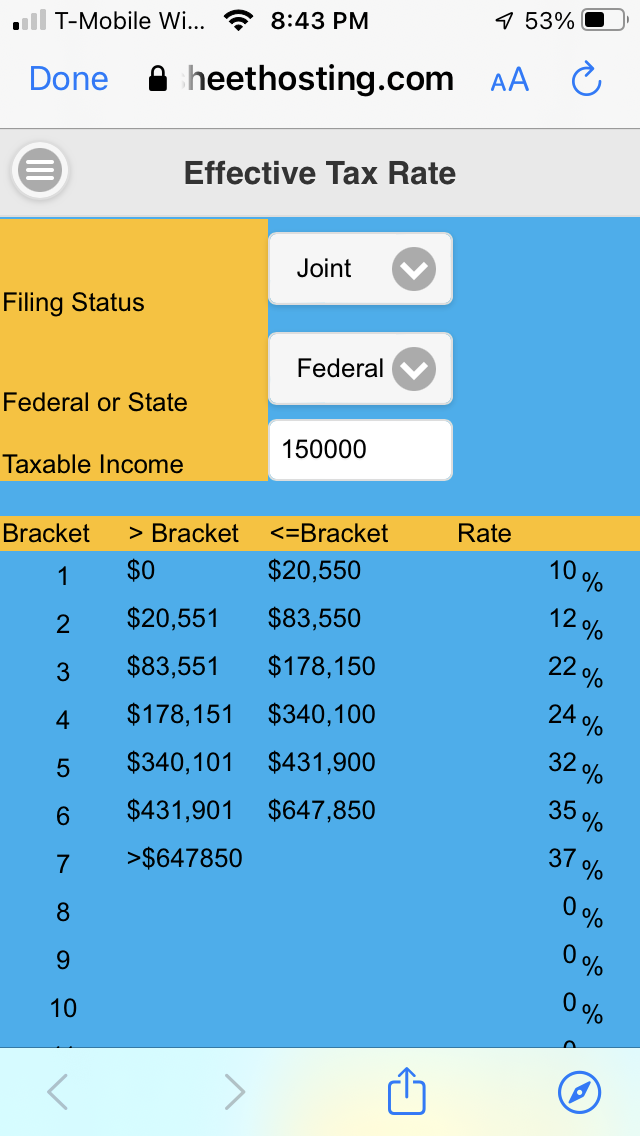 T-Mobile Wi... 8:43 PM 53%
Done heethosting.com AA
Effective Tax Rate
Joint
Filing Status
Federal
Federal or State
150000
Taxable Income
Bracket > Bracket <=Bracket Rate
1 $0 $20,550 10 %
2 $20,551 $83,550 12 %
3 $83,551 $178,150 22 %
4 $178,151 $340,100 24 %
5 $340,101 $431,900 32 %
6 $431,901 $647,850 35 %
7 >$647850 37 %
8 0 %
9 0 %
10 0 %